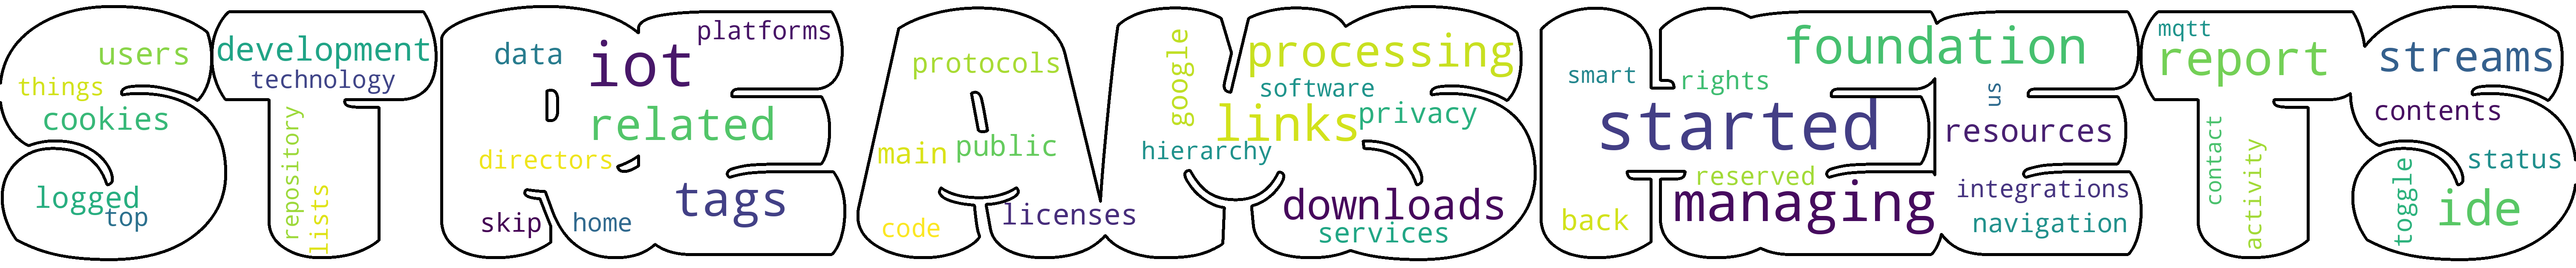 STREAMSHEETS
users
things
cookies
logged
top
development
technology
repository
lists
data
iot
platforms
related
directors
tags
skip
home
protocols
main
public
code
licenses
google
hierarchy
processing
software
links
privacy
downloads
services
smart
rights
foundation
started
us
resources
reserved
managing
integrations
back
navigation
mqtt
report
contact
activity
streams
contents
status
toggle
ide